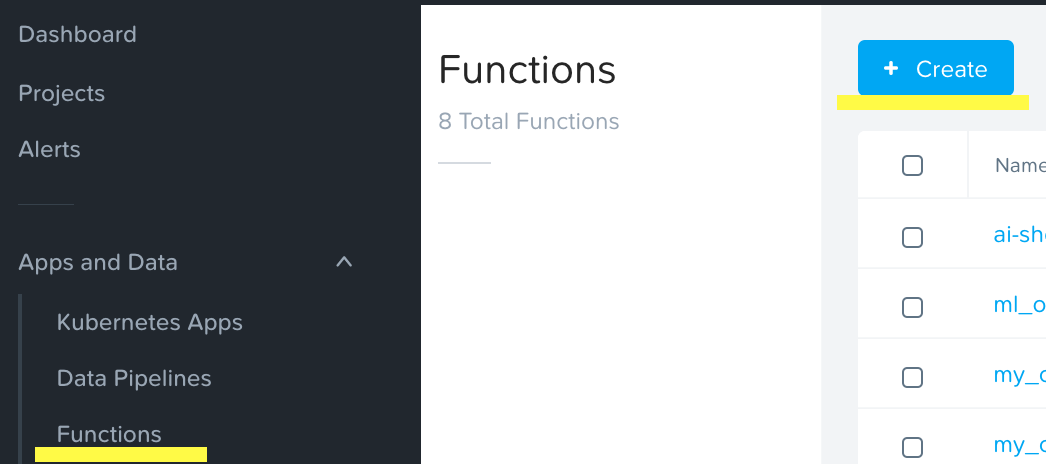 Dashboard
Projects
Alerts
Apps and Data
Kubernetes Apps
Data Pipelines
Functions
Functions
8 Total Functions
+ Create
Name